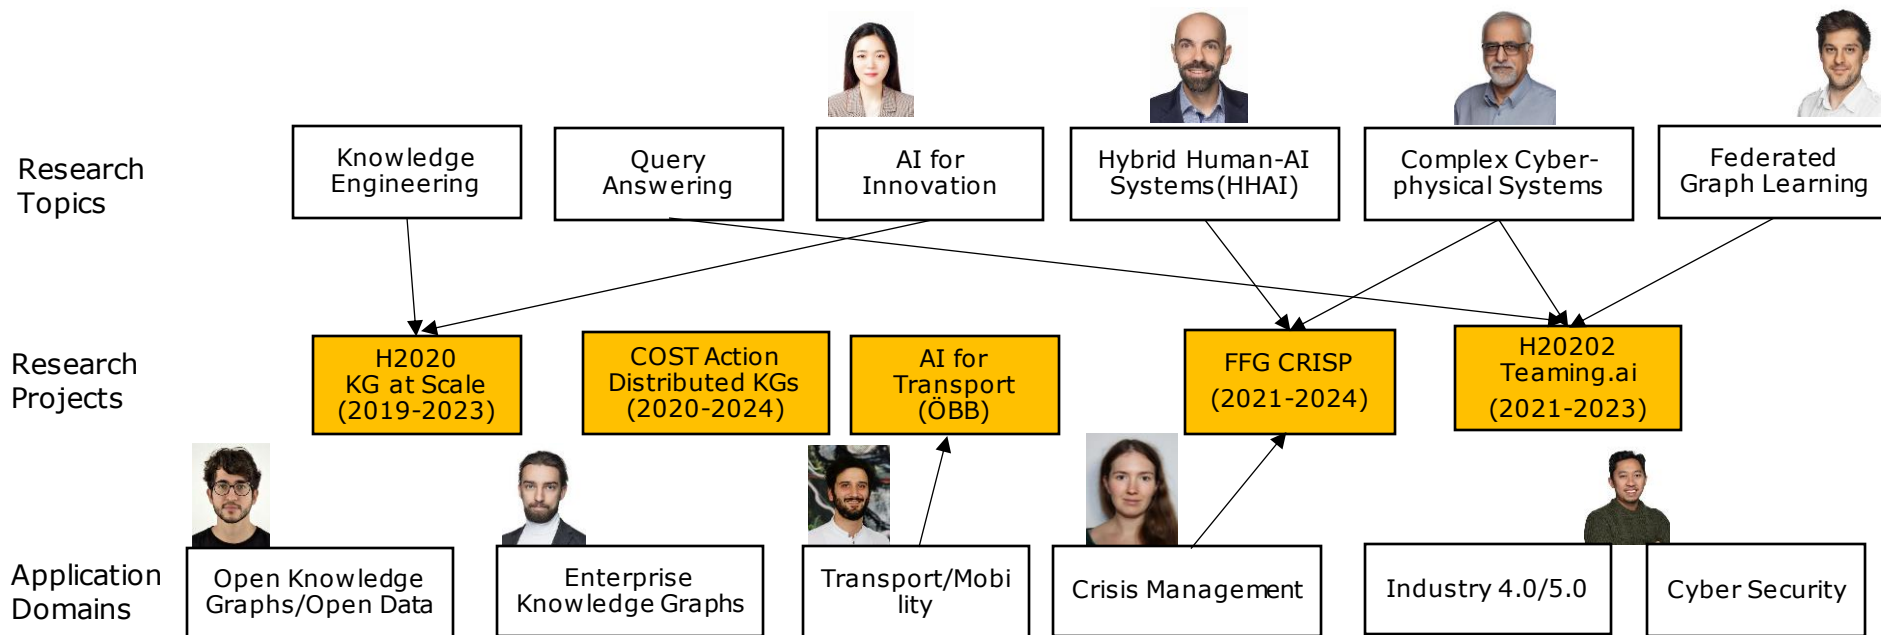 Research
Topics
Knowledge
Engineering
Query
Answering
AI for
Innovation
Hybrid Human-AI
Systems(HHAI)
Complex Cyber-
physical Systems
Federated
Graph Learning
Research
Projects
H2020
KG at Scale
(2019-2023)
COST Action
Distributed KGs
(2020-2024)
AI for
Transport
(ÖBB)
FFG CRISP
(2021-2024)
H20202
Teaming.ai
(2021-2023)
Application
Domains
Open Knowledge
Graphs/Open Data
Enterprise
Knowledge Graphs
Transport/Mobi
lity
Crisis Management
Industry 4.0/5.0
Cyber Security